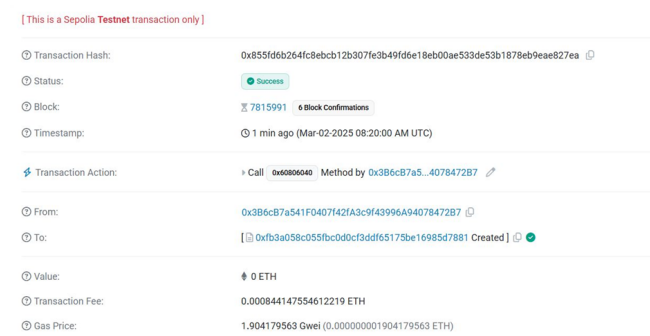 [ This is a Sepolia Testnet transaction only ]
Transaction Hash: 0x855fd6b264fc8ebcb12b307fe3b49fd6e18eb00ae533de53b1878eb9eae827ea
Status: Success
Block: 7815991 6 Block Confirmations
Timestamp: 1 min ago (Mar-02-2025 08:20:00 AM UTC)
Transaction Action: Call 0x60806040 Method by 0x3B6cB7a5...4078472B7
From: 0x3B6cB7a541F0407f42fA3c9f43996A94078472B7
To: [ 0xfb3a058c055fbc0d0cf3ddf65175be16985d7881 Created ]
Value: 0 ETH
Transaction Fee: 0.000844147554612219 ETH
Gas Price: 1.904179563 Gwei (0.000000001904179563 ETH)